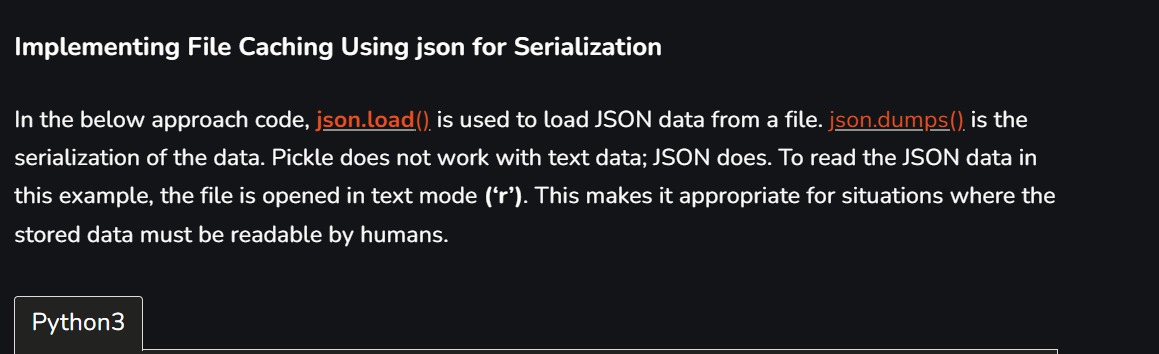 Implementing File Caching Using json for Serialization
In the below approach code, json.load() is used to load JSON data from a file. json.dumps() is the
serialization of the data. Pickle does not work with text data; JSON does. To read the JSON data in
this example, the file is opened in text mode (‘r’). This makes it appropriate for situations where the
stored data must be readable by humans.
Python3